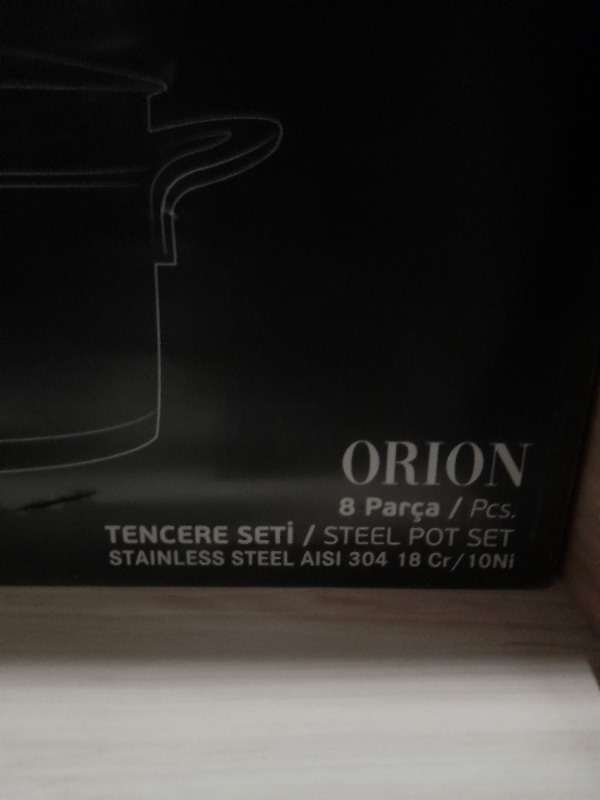 ORION
8 Parça / Pcs.
TENCERE SETİ / STEEL POT SET
STAINLESS STEEL AISI 304 18 Cr/10Ni